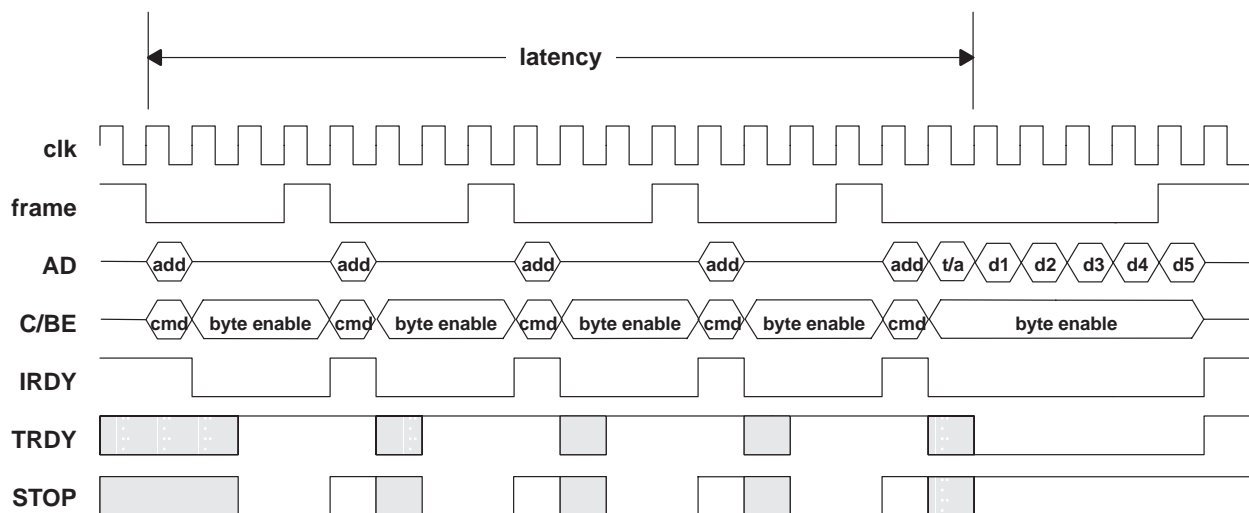 latency
clk
frame
AD add add add add add t/a d1 d2 d3 d4 d5
C/BE cmd byte enable cmd byte enable cmd byte enable cmd byte enable cmd byte enable
IRDY
TRDY
STOP